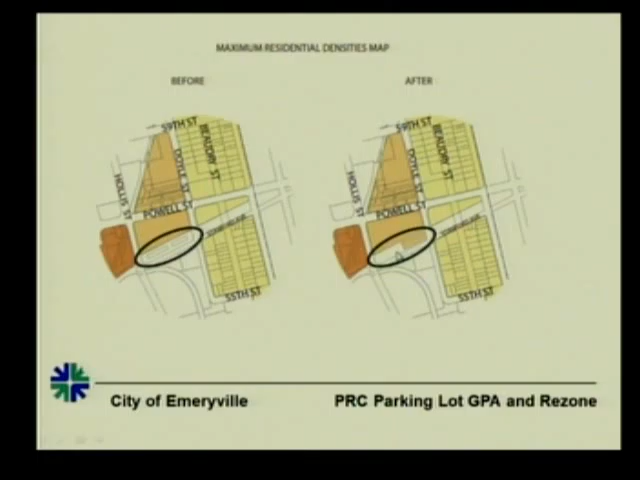 MAXIMUM RESIDENTIAL DENSITIES MAP
BEFORE
AFTER
59TH ST
BEAUDRY ST
DOYLE ST
HOLLIS ST
POWELL ST
55TH ST
59TH ST
BEAUDRY ST
DOYLE ST
HOLLIS ST
POWELL ST
55TH ST
City of Emeryville
PRC Parking Lot GPA and Rezone